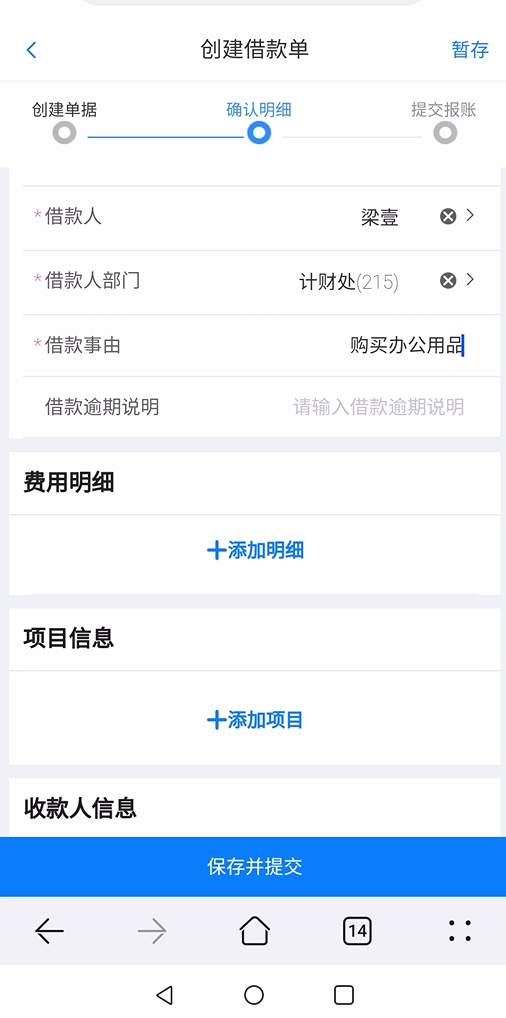 创建借款单
暂存
创建单据
确认明细
提交报账
*借款人
梁壹
*借款人部门
计财处(215)
*借款事由
购买办公用品
借款逾期说明
请输入借款逾期说明
费用明细
+添加明细
项目信息
+添加项目
收款人信息
保存并提交
14